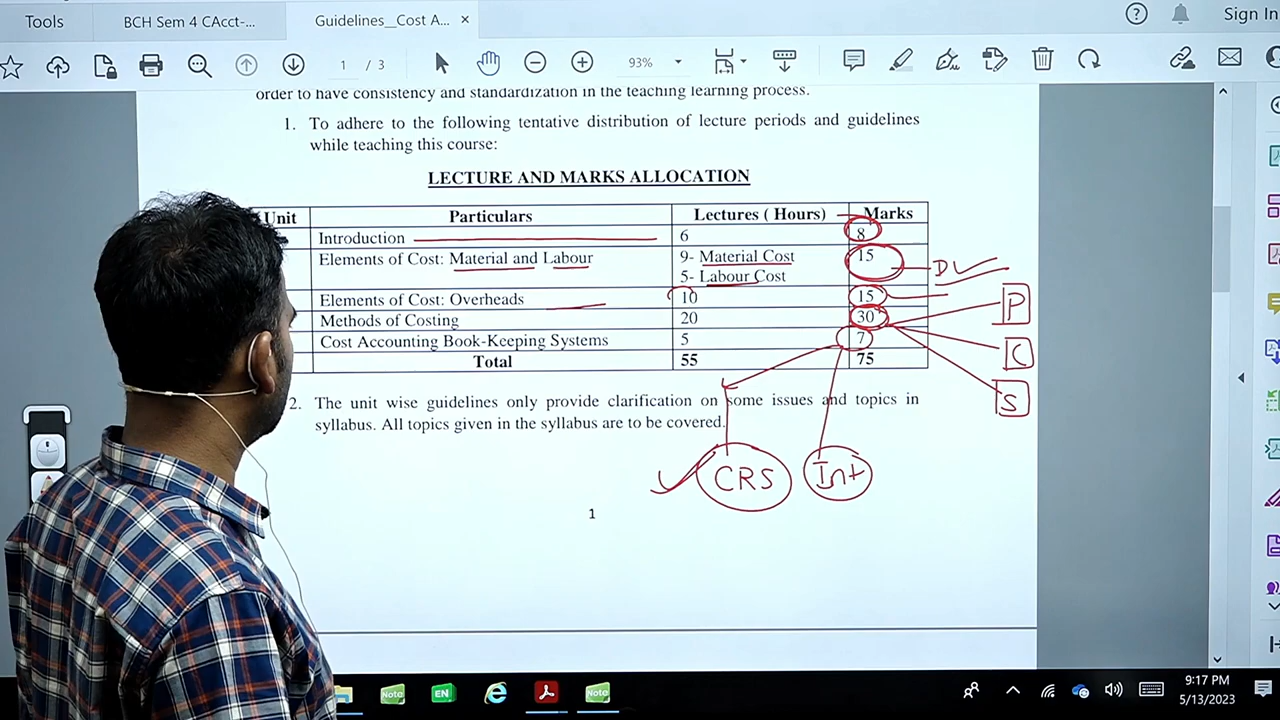 Tools BCH Sem 4 CAcct-... Guidelines_Cost A... × Sign In
1 / 3 93%
order to have consistency and standardization in the teaching learning process.
1. To adhere to the following tentative distribution of lecture periods and guidelines
while teaching this course:
LECTURE AND MARKS ALLOCATION
Unit Particulars Lectures ( Hours) Marks
Introduction 6 8
Elements of Cost: Material and Labour 9- Material Cost 15
5- Labour Cost
Elements of Cost: Overheads 10 15
Methods of Costing 20 30
Cost Accounting Book-Keeping Systems 5 7
Total 55 75
P
C
S
2. The unit wise guidelines only provide clarification on some issues and topics in
syllabus. All topics given in the syllabus are to be covered.
CRS Int
1
Note EN Note
9:17 PM
5/13/2023